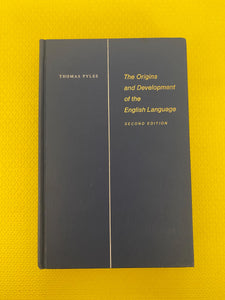 THOMAS PYLES
The Origins
and Development
of the
English Language
SECOND EDITION